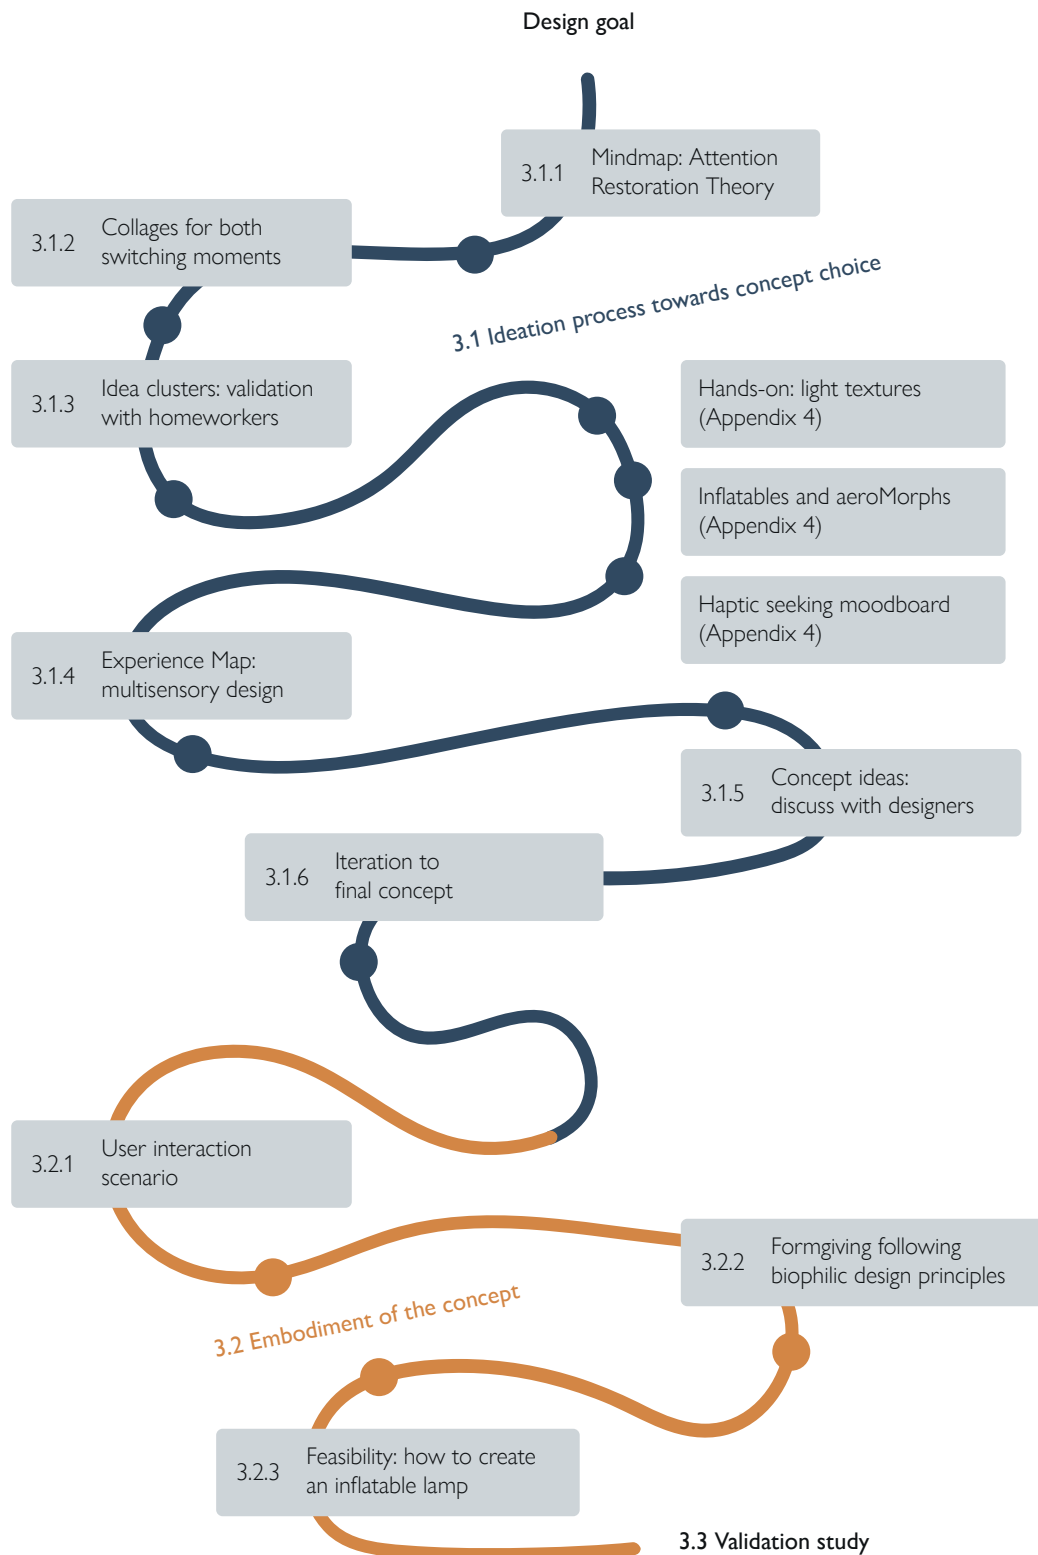 Design goal
3.1.1 Mindmap: Attention
Restoration Theory
3.1.2 Collages for both
switching moments
3.1 Ideation process towards concept choice
3.1.3 Idea clusters: validation
with homeworkers
Hands-on: light textures
(Appendix 4)
Inflatables and aeroMorphs
(Appendix 4)
Haptic seeking moodboard
(Appendix 4)
3.1.4 Experience Map:
multisensory design
3.1.5 Concept ideas:
discuss with designers
3.1.6 Iteration to
final concept
3.2.1 User interaction
scenario
3.2.2 Formgiving following
biophilic design principles
3.2 Embodiment of the concept
3.2.3 Feasibility: how to create
an inflatable lamp
3.3 Validation study